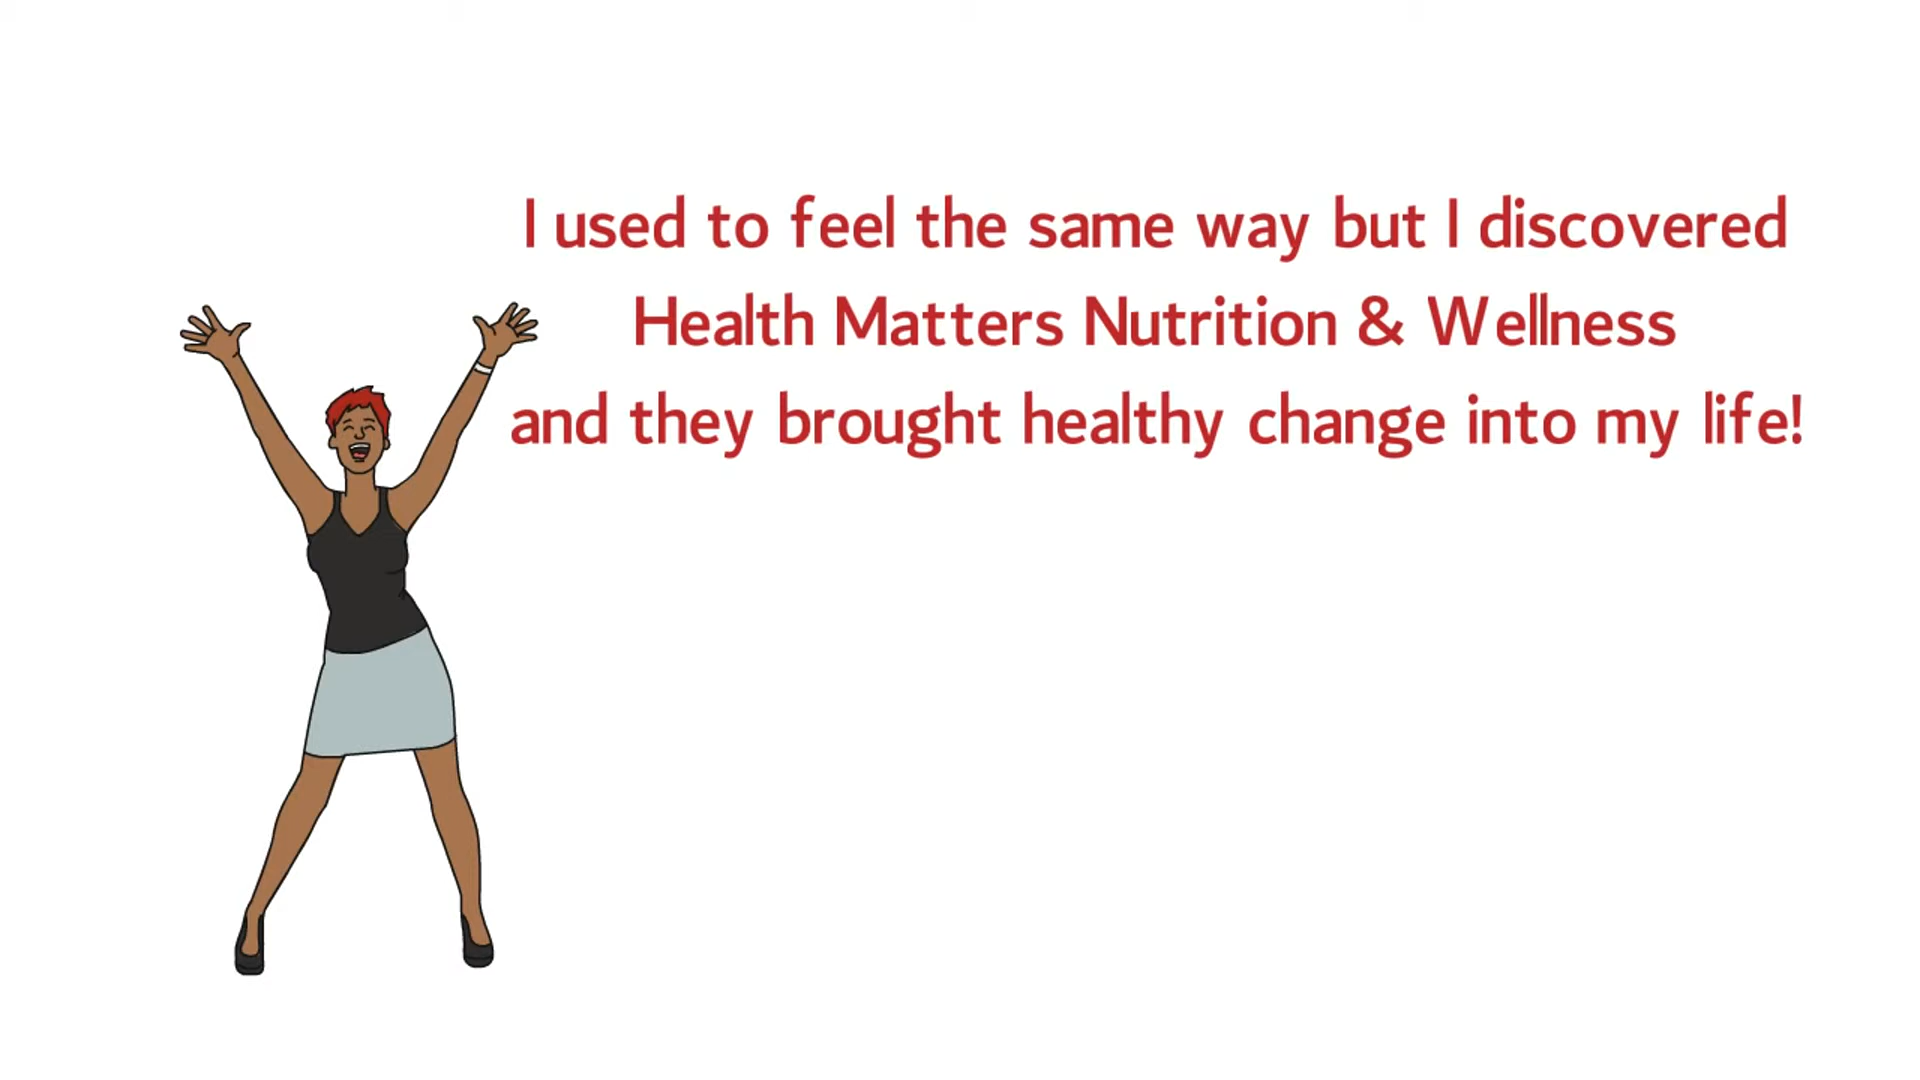 I used to feel the same way but I discovered
Health Matters Nutrition & Wellness
and they brought healthy change into my life!